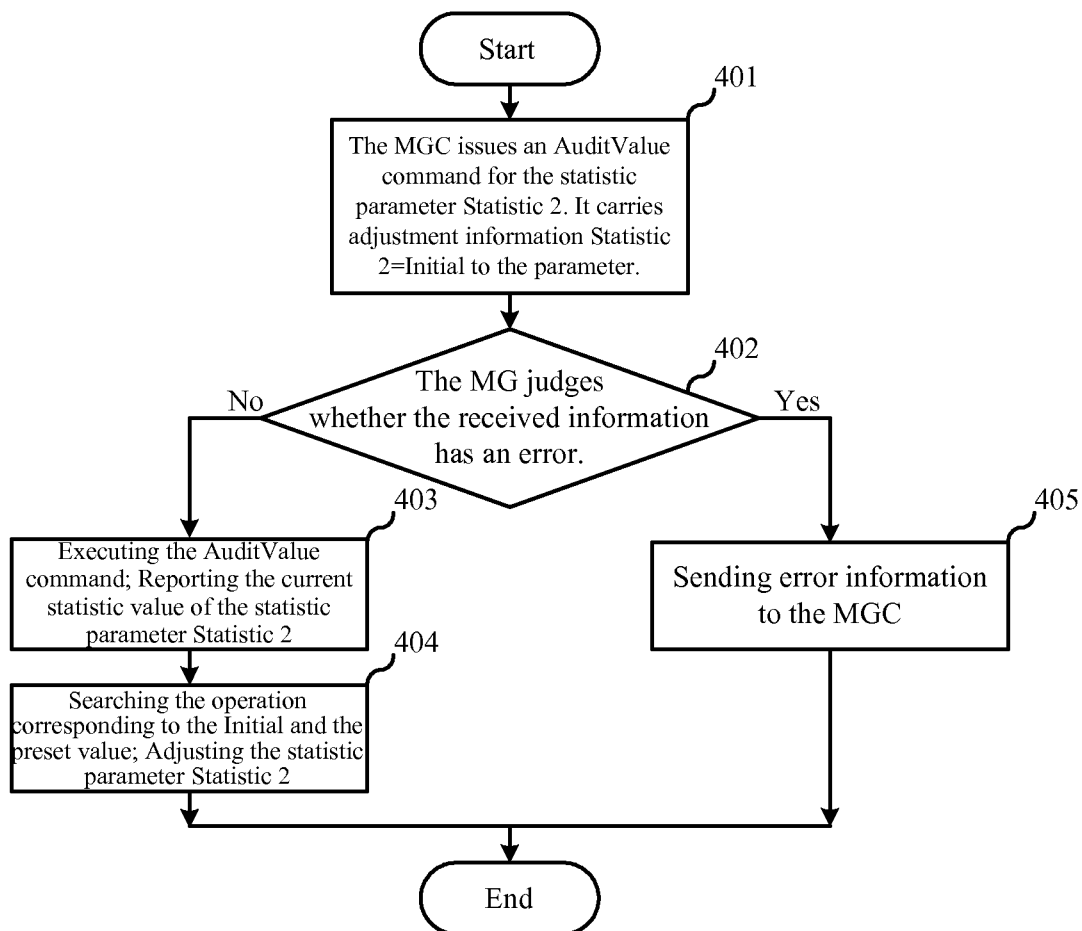 Start
401
The MGC issues an AuditValue
command for the statistic
parameter Statistic 2. It carries
adjustment information Statistic
2=Initial to the parameter.
402
The MG judges
whether the received information
has an error.
No
Yes
403
Executing the AuditValue
command; Reporting the current
statistic value of the statistic
parameter Statistic 2
405
Sending error information
to the MGC
404
Searching the operation
corresponding to the Initial and the
preset value; Adjusting the statistic
parameter Statistic 2
End